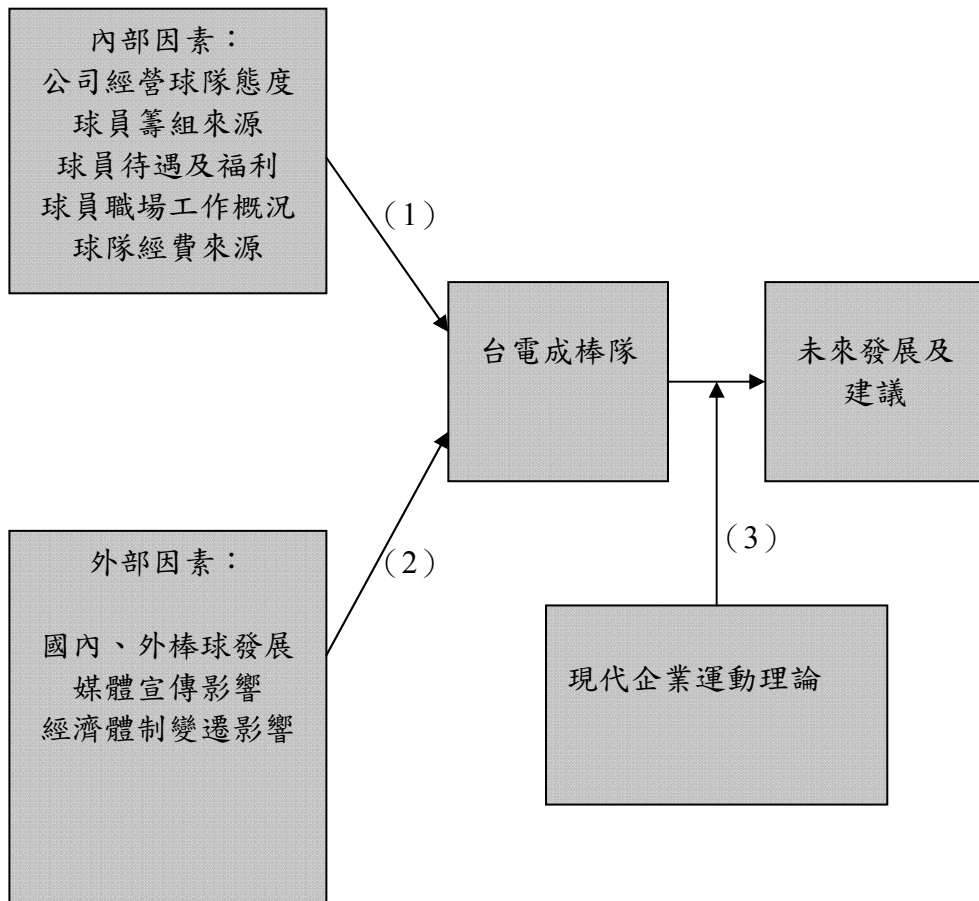 內部因素：
公司經營球隊態度
球員籌組來源
球員待遇及福利
球員職場工作概況
球隊經費來源
（1）
台電成棒隊
未來發展及
建議
（2）
外部因素：
國內、外棒球發展
媒體宣傳影響
經濟體制變遷影響
（3）
現代企業運動理論